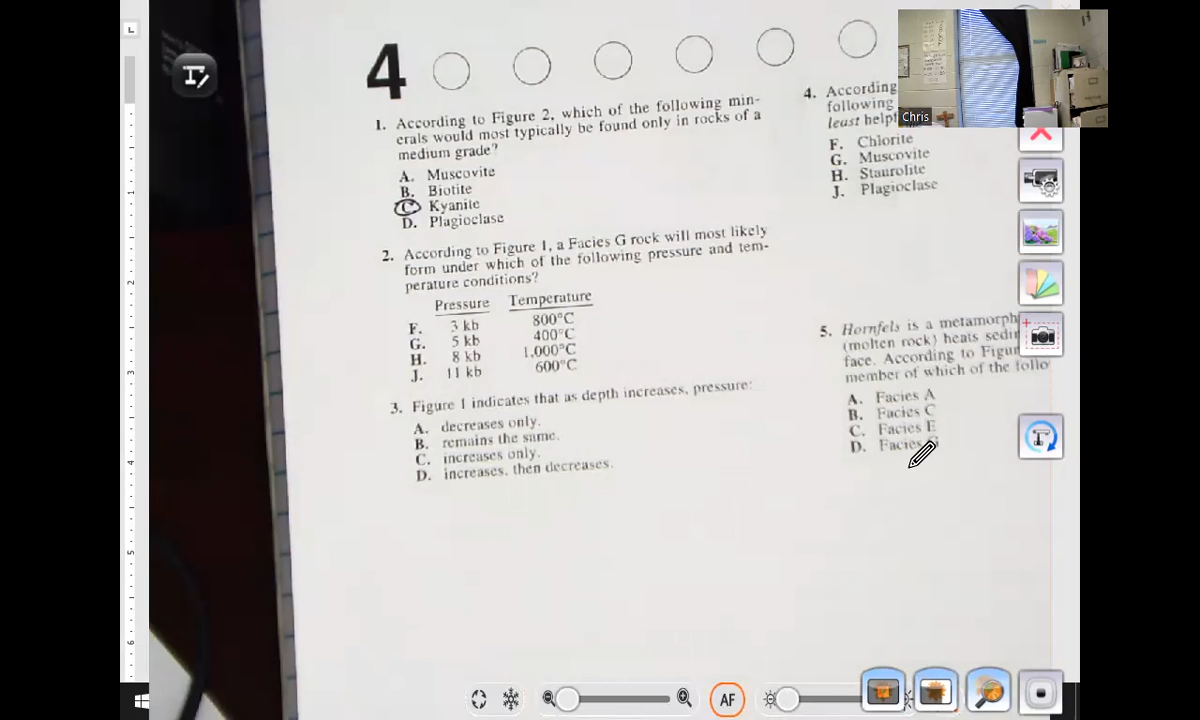 4
1. According to Figure 2, which of the following min-
erals would most typically be found only in rocks of a
medium grade?
A. Muscovite
B. Biotite
C. Kyanite
D. Plagioclase
2. According to Figure 1, a Facies G rock will most likely
form under which of the following pressure and tem-
perature conditions?
Pressure Temperature
F. 3 kb 800°C
G. 5 kb 400°C
H. 8 kb 1,000°C
J. 11 kb 600°C
3. Figure 1 indicates that as depth increases, pressure:
A. decreases only.
B. remains the same.
C. increases only.
D. increases, then decreases.
4. According
following
least
F. Chlorite
G. Muscovite
H. Staurolite
J. Plagioclase
5. Hornfels is a
(molten rock) heats
face. According to
member of which of the
A. Facies A
B. Facies C
C. Facies E
D. Facies
Chris
AF